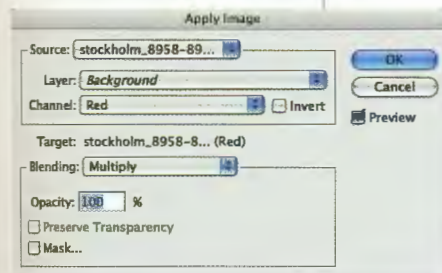 Apply Image
Source: stockholm_8958-89...
OK
Layer: Background
Cancel
Channel: Red
Invert
Preview
Target: stockholm_8958-8... (Red)
Blending: Multiply
Opacity: 100 %
Preserve Transparency
Mask...